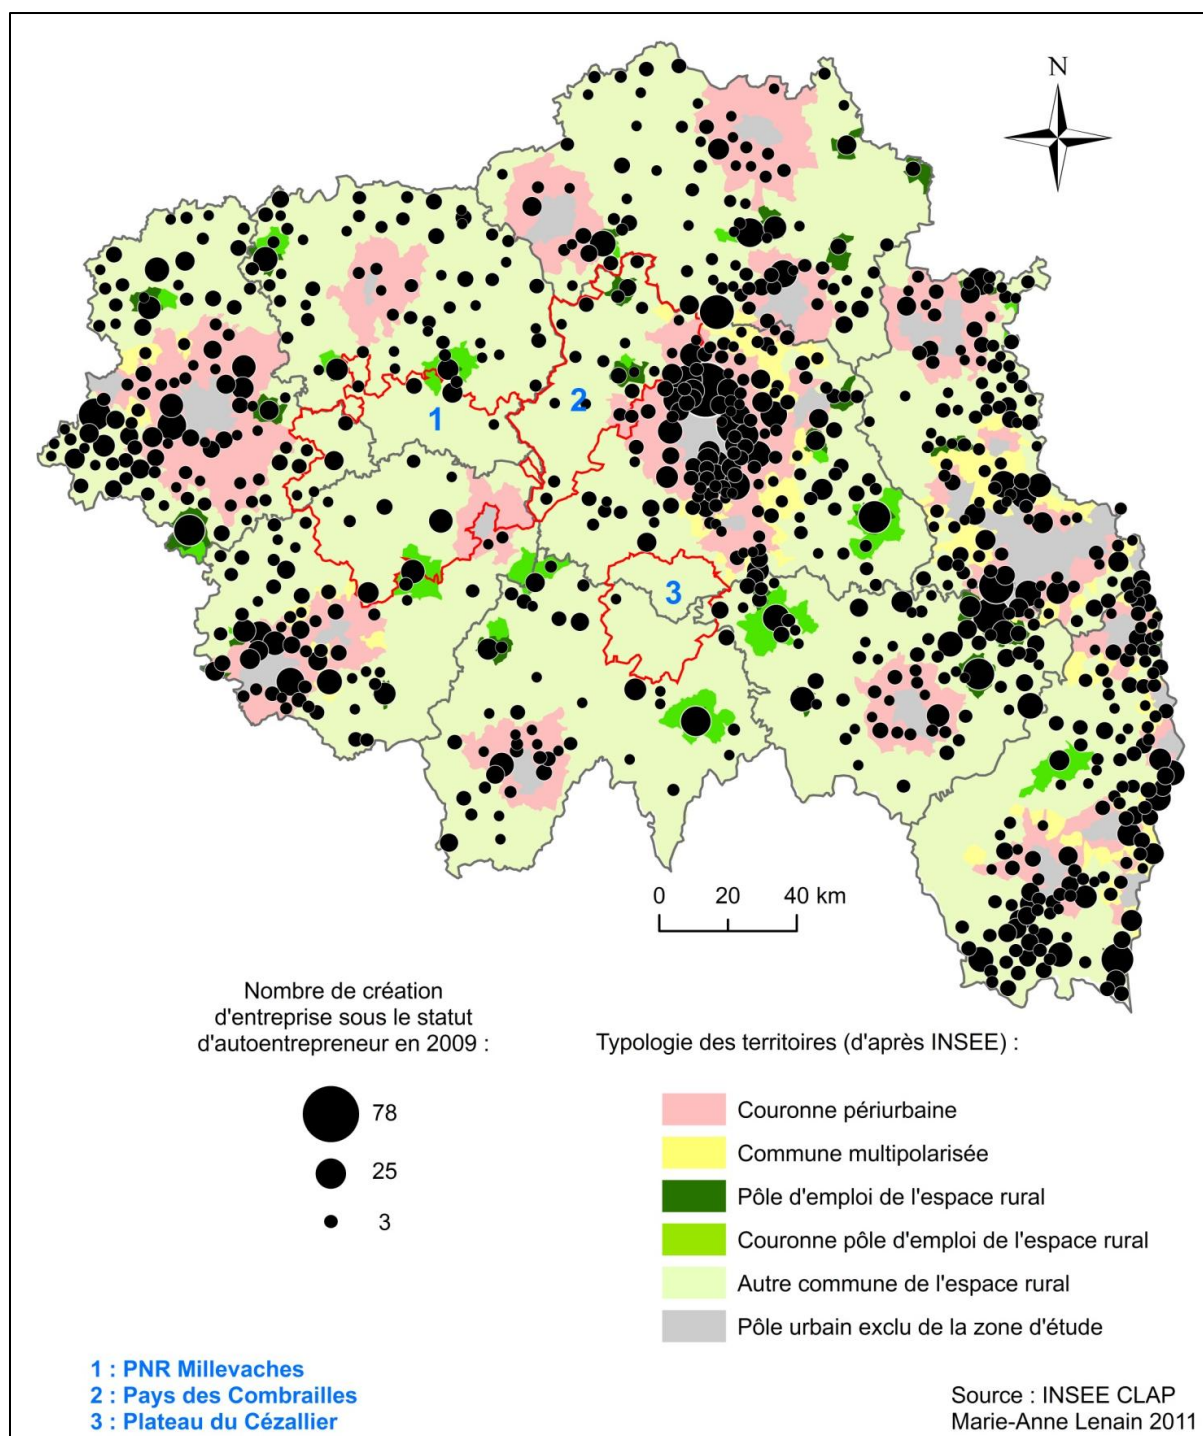 N
1
2
3
0 20 40 km
Nombre de création
d'entreprise sous le statut
d'autoentrepreneur en 2009 :
78
25
3
Typologie des territoires (d'après INSEE) :
Couronne périurbaine
Commune multipolarisée
Pôle d'emploi de l'espace rural
Couronne pôle d'emploi de l'espace rural
Autre commune de l'espace rural
Pôle urbain exclu de la zone d'étude
1 : PNR Millevaches
2 : Pays des Combrailles
3 : Plateau du Cézallier
Source : INSEE CLAP
Marie-Anne Lenain 2011